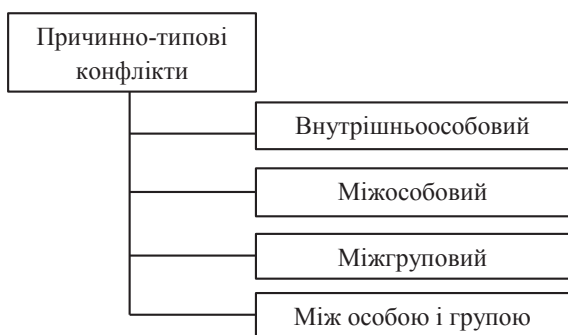 Причинно-типові
конфлікти
Внутрішньоособовий
Міжособовий
Міжгруповий
Між особою і групою